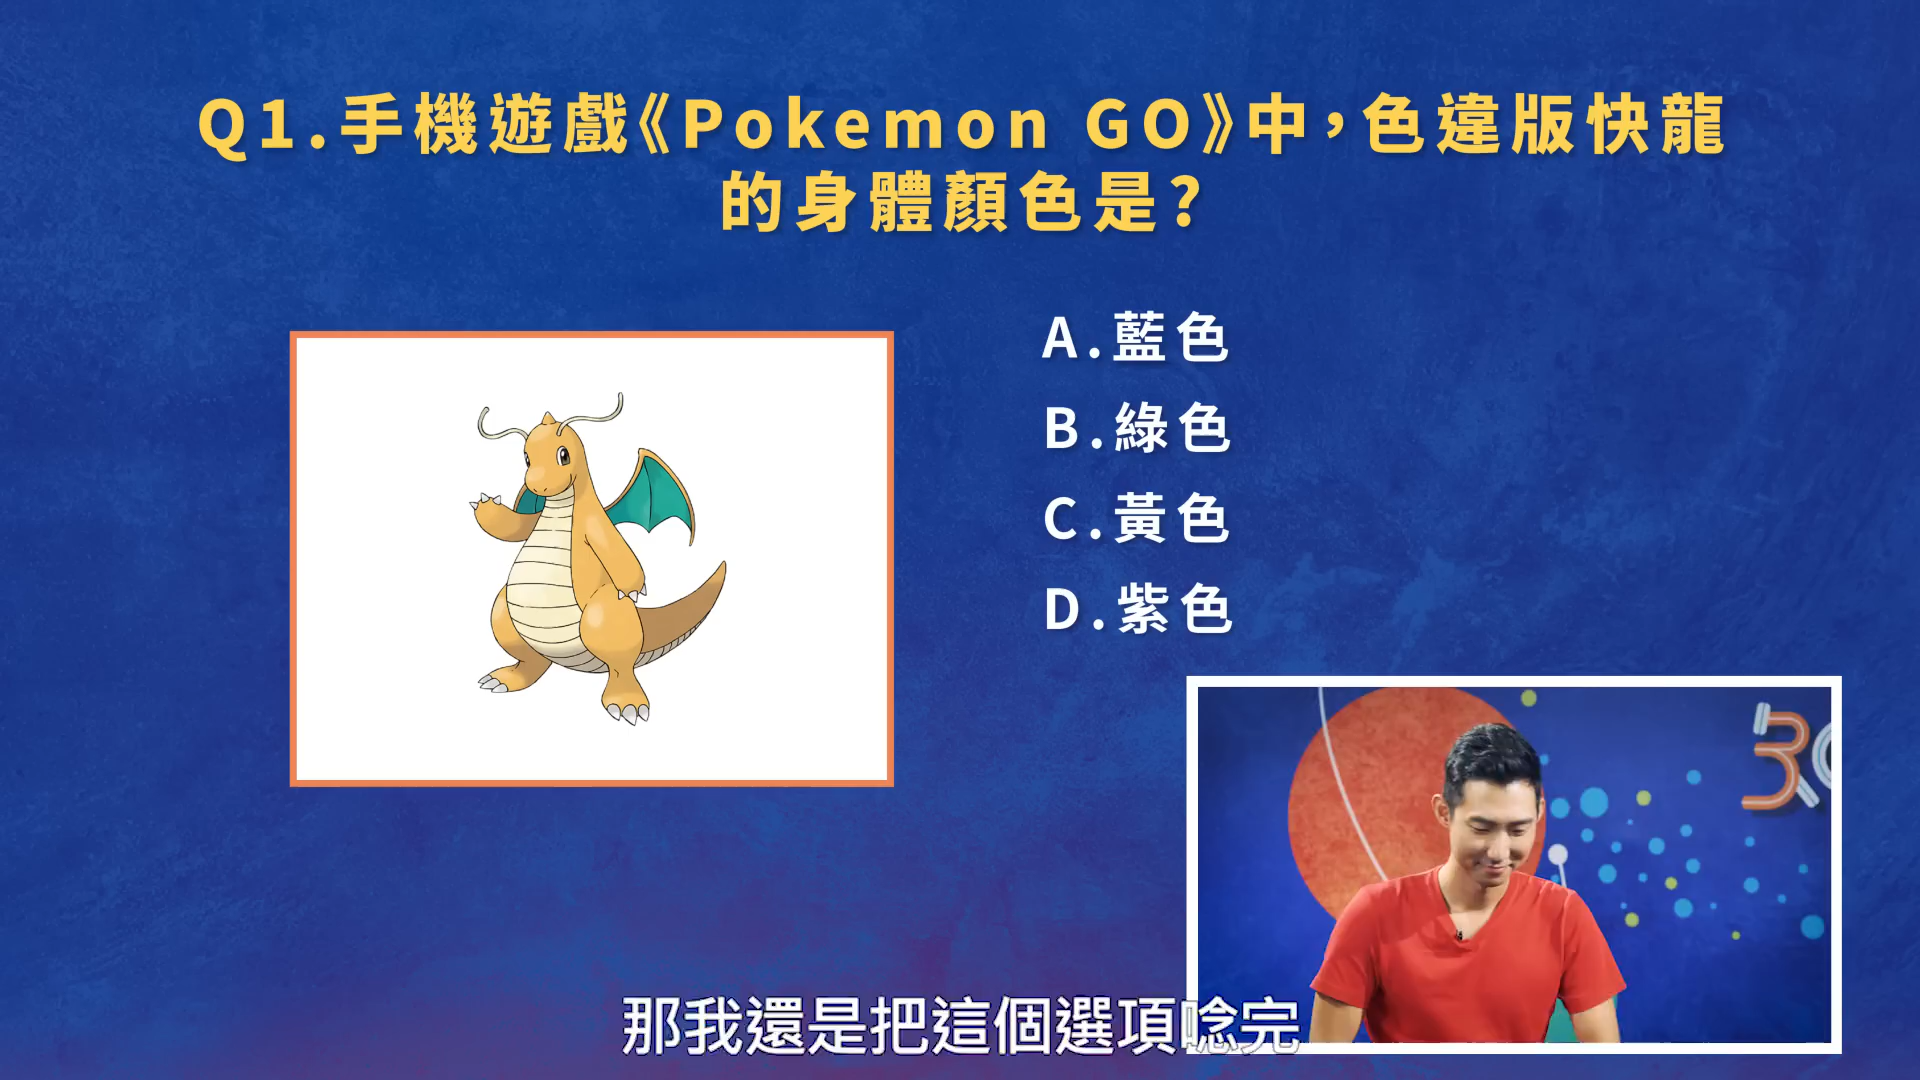 Q1.手機遊戲《Pokemon GO》中，色違版快龍
的身體顏色是?
A.藍色
B.綠色
C.黃色
D.紫色
那我還是把這個選項唸完